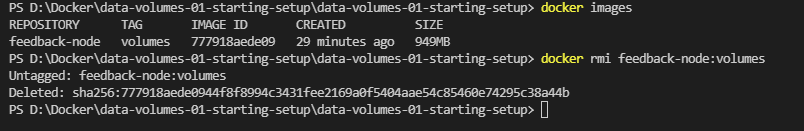 PS D:\Docker\data-volumes-01-starting-setup\data-volumes-01-starting-setup> docker images
REPOSITORY     TAG       IMAGE ID       CREATED          SIZE
feedback-node  volumes   777918aede09   29 minutes ago   949MB
PS D:\Docker\data-volumes-01-starting-setup\data-volumes-01-starting-setup> docker rmi feedback-node:volumes
Untagged: feedback-node:volumes
Deleted: sha256:777918aede0944f8f8994c3431fee2169a0f5404aae54c85460e74295c38a44b
PS D:\Docker\data-volumes-01-starting-setup\data-volumes-01-starting-setup>